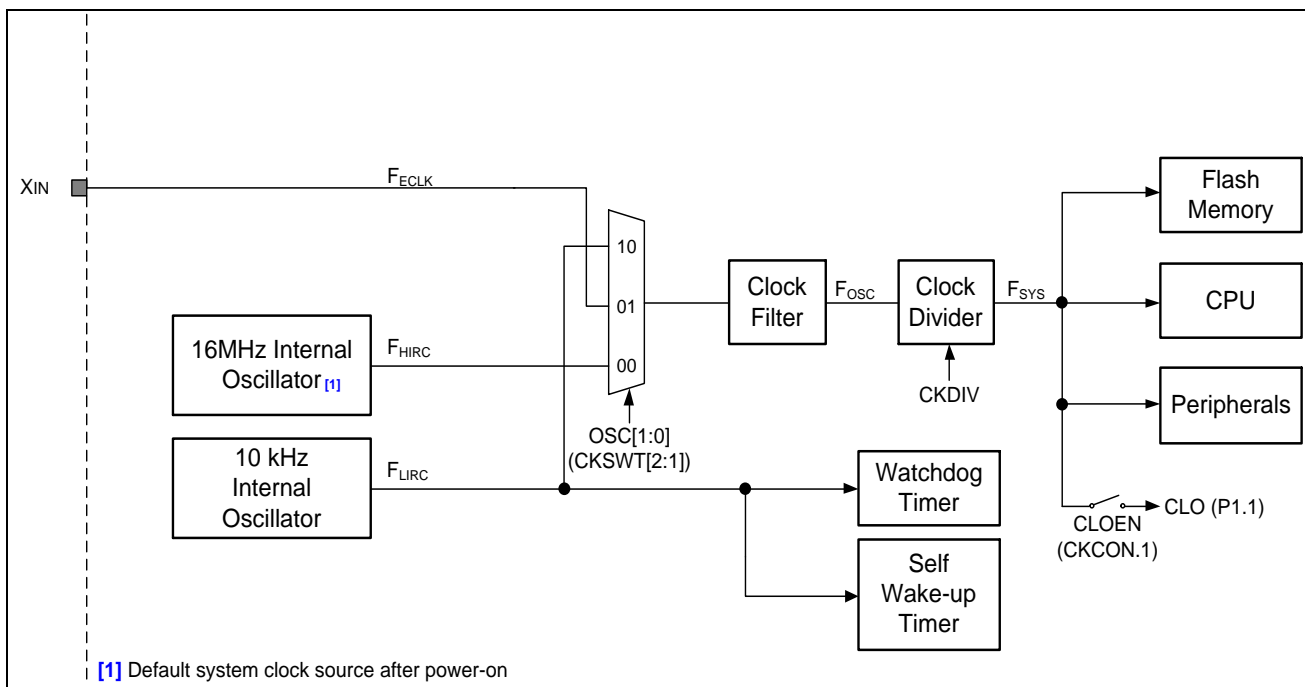 XIN
FECLK
10
01
00
16MHz Internal
Oscillator [1]
FHIRC
OSC[1:0]
(CKSWT[2:1])
10 kHz
Internal
Oscillator
FLIRC
Clock
Filter
FOSC
Clock
Divider
FSYS
CKDIV
Flash
Memory
CPU
Peripherals
CLO (P1.1)
CLOEN
(CKCON.1)
Watchdog
Timer
Self
Wake-up
Timer
[1] Default system clock source after power-on